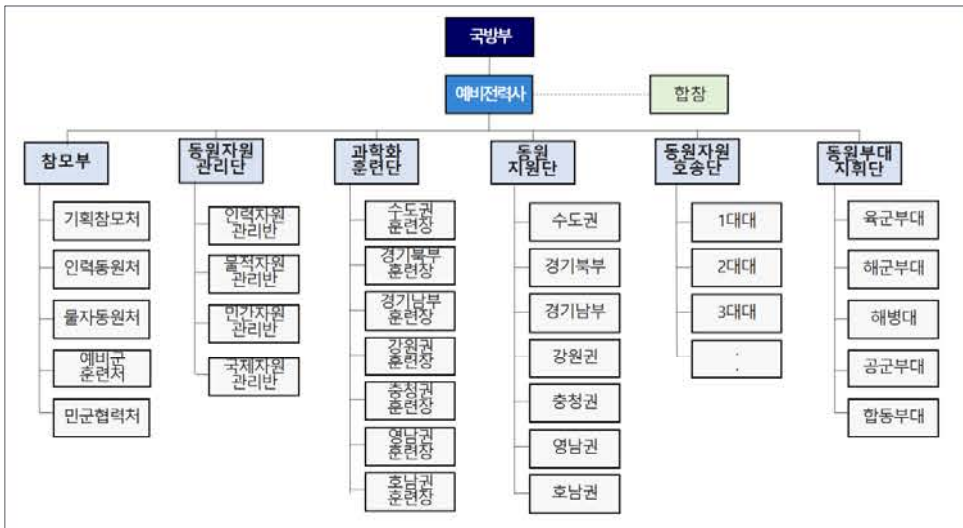 국방부
예비전력사
합참
참모부
동원자원
관리단
과학화
훈련단
동원
지원단
동원자원
호송단
동원부대
지휘단
기획참모처
인력동원처
물자동원처
예비군
훈련처
민군협력처
인력자원
관리반
물적자원
관리반
민간자원
관리반
국제자원
관리반
수도권
훈련장
경기북부
훈련장
경기남부
훈련장
강원권
훈련장
충청권
훈련장
영남권
훈련장
호남권
훈련장
수도권
경기북부
경기남부
강원권
충청권
영남권
호남권
1대대
2대대
3대대
:
육군부대
해군부대
해병대
공군부대
합동부대